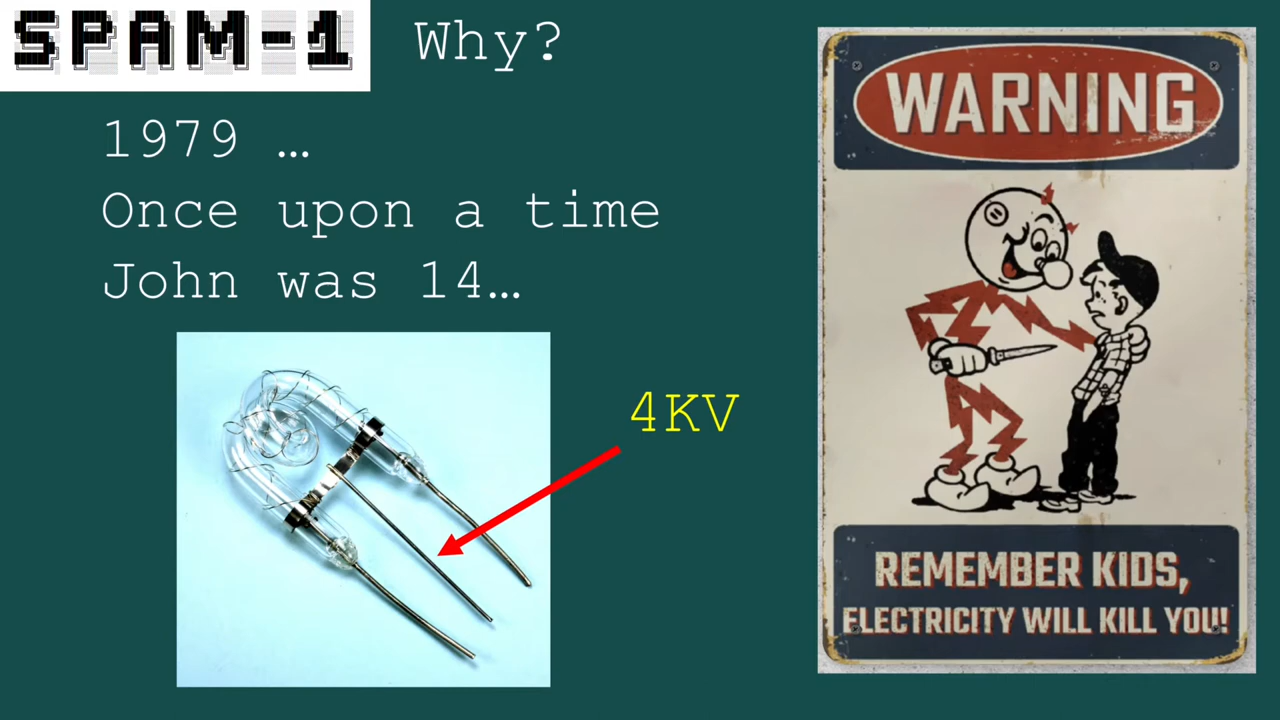 SPAM-1
Why?
1979 …
Once upon a time
John was 14…
4KV
WARNING
REMEMBER KIDS,
ELECTRICITY WILL KILL YOU!